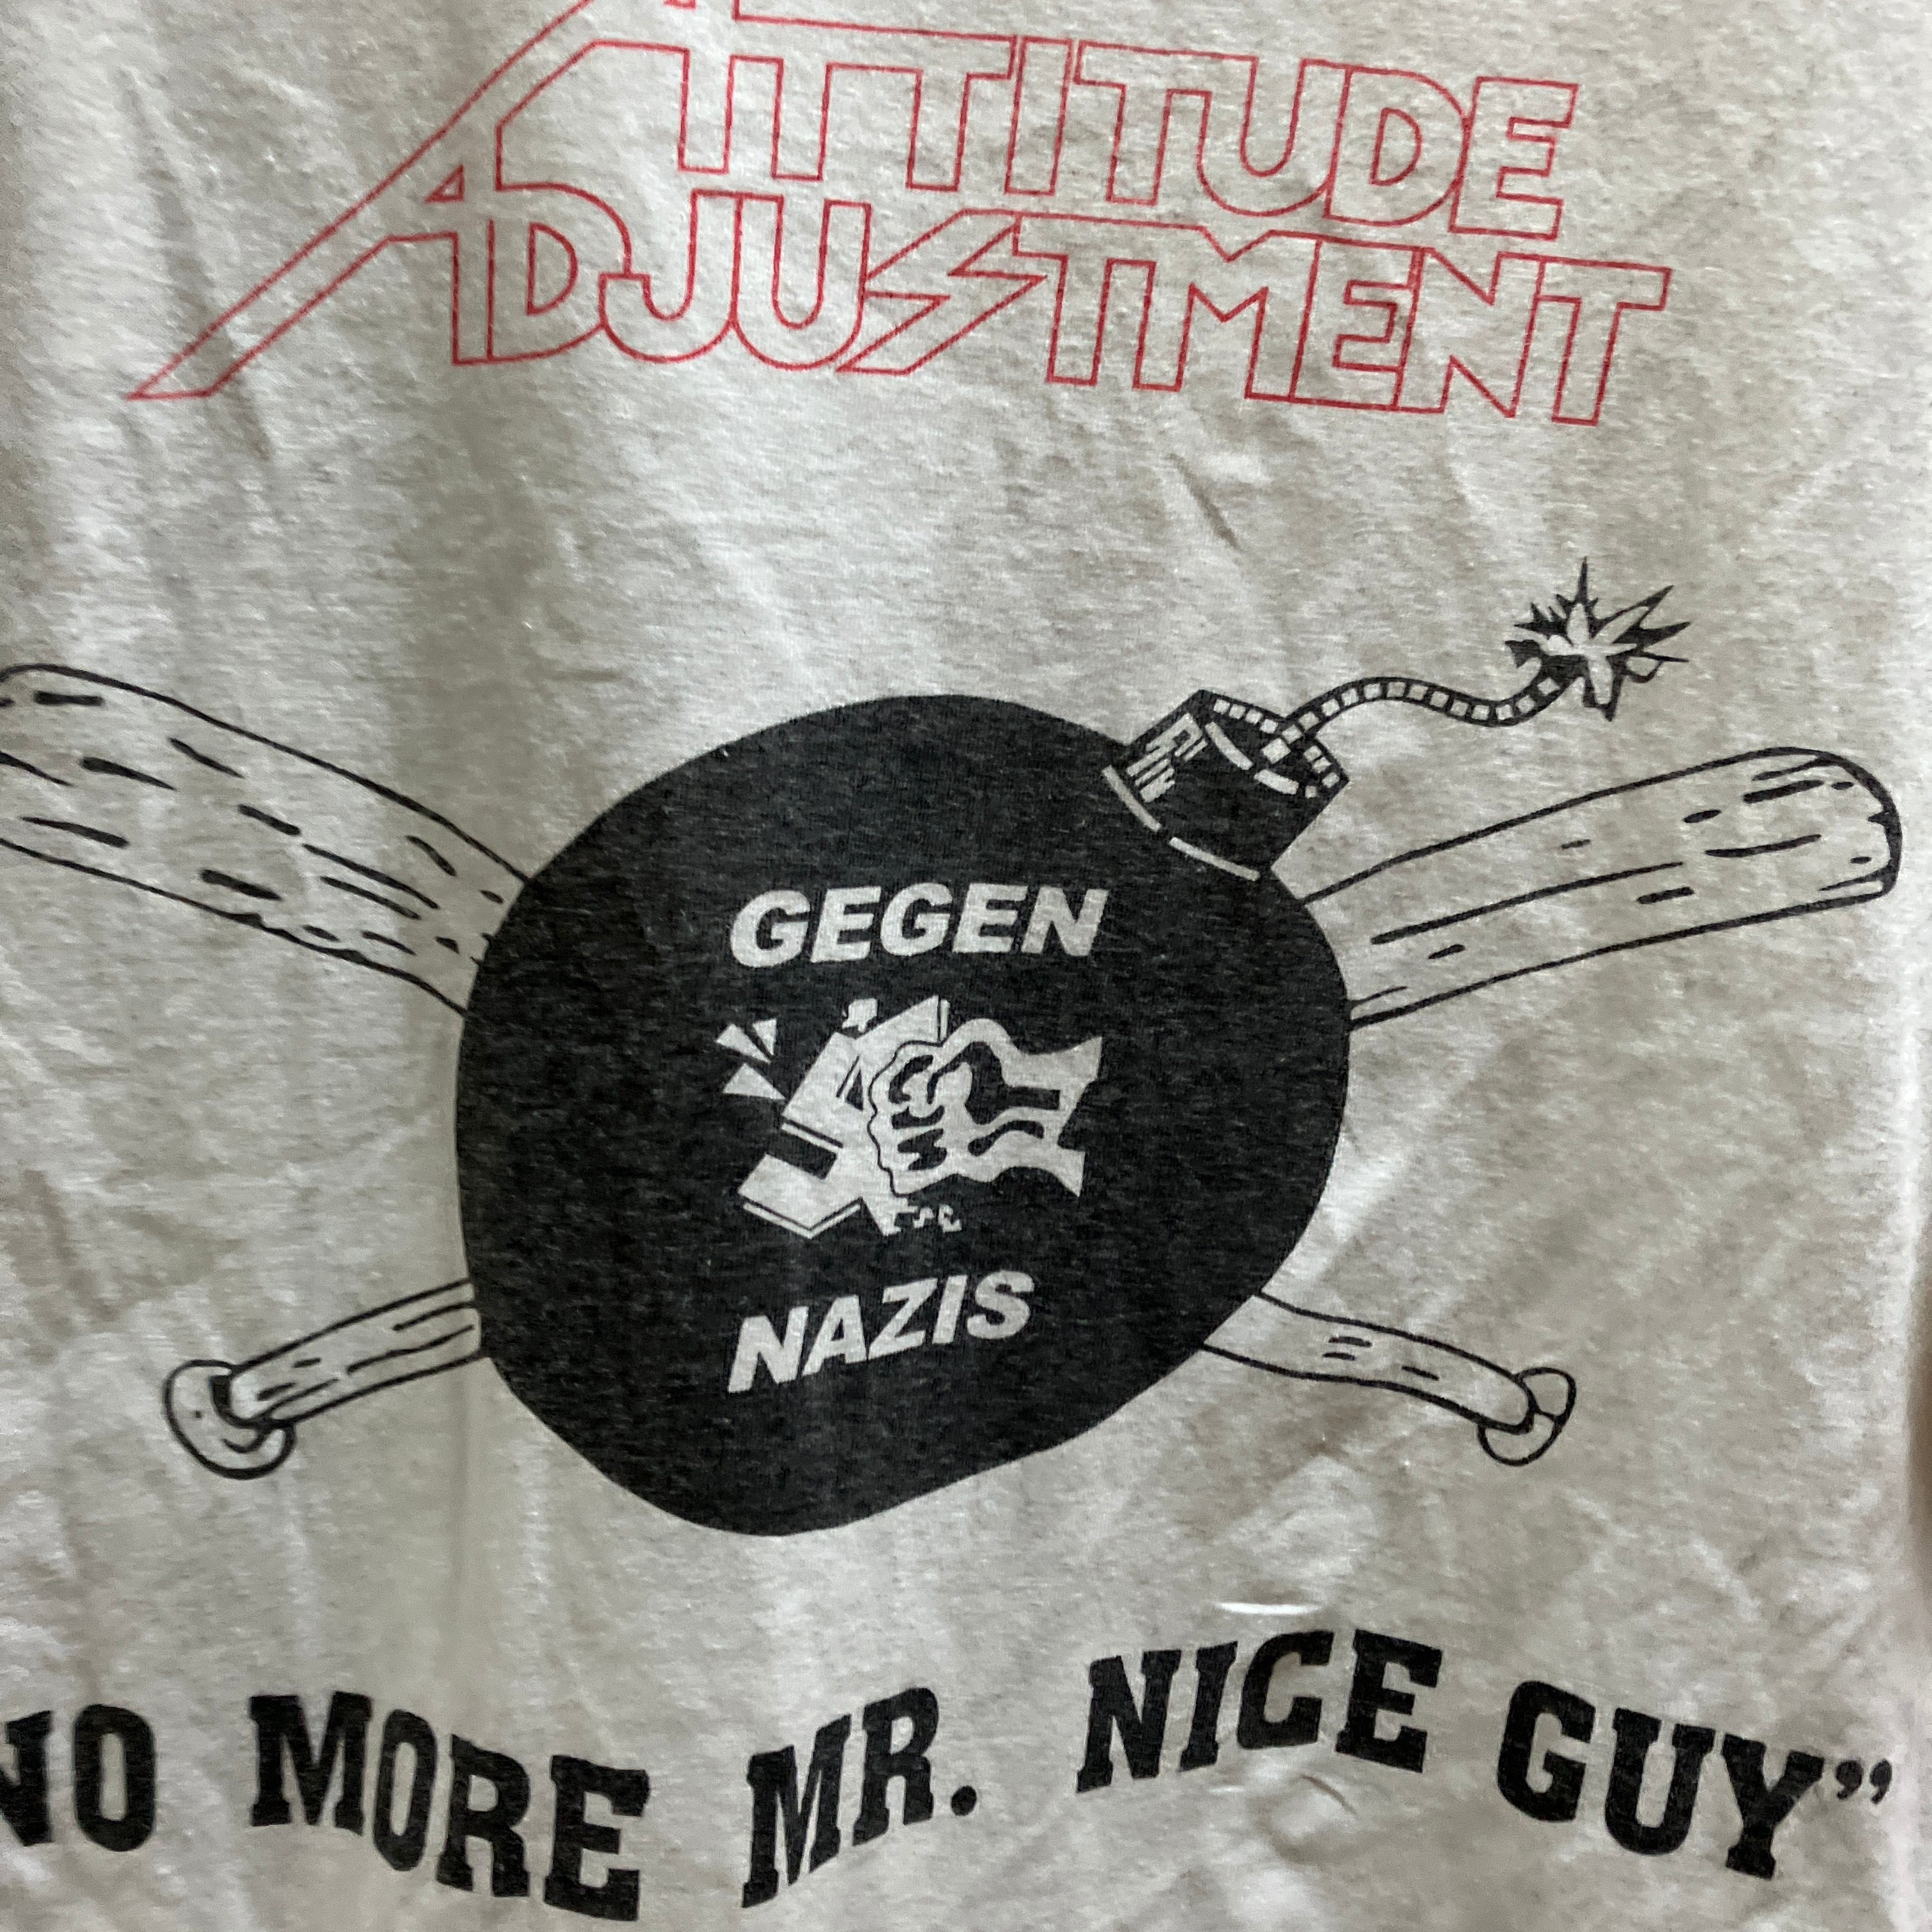 ATTITUDE
ADJUSTMENT
GEGEN
NAZIS
NO MORE MR. NICE GUY”